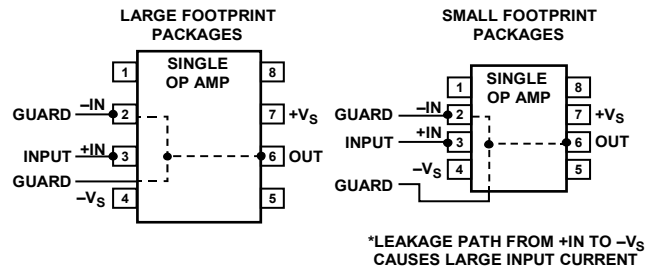 LARGE FOOTPRINT
PACKAGES
SINGLE
OP AMP
1
8
–IN
GUARD
2
7
+VS
+IN
INPUT
3
6
OUT
GUARD
–VS
4
5
SMALL FOOTPRINT
PACKAGES
SINGLE
OP AMP
1
8
–IN
GUARD
2
7
+VS
+IN
INPUT
3
6
OUT
–VS
4
5
GUARD
*LEAKAGE PATH FROM +IN TO –VS
CAUSES LARGE INPUT CURRENT